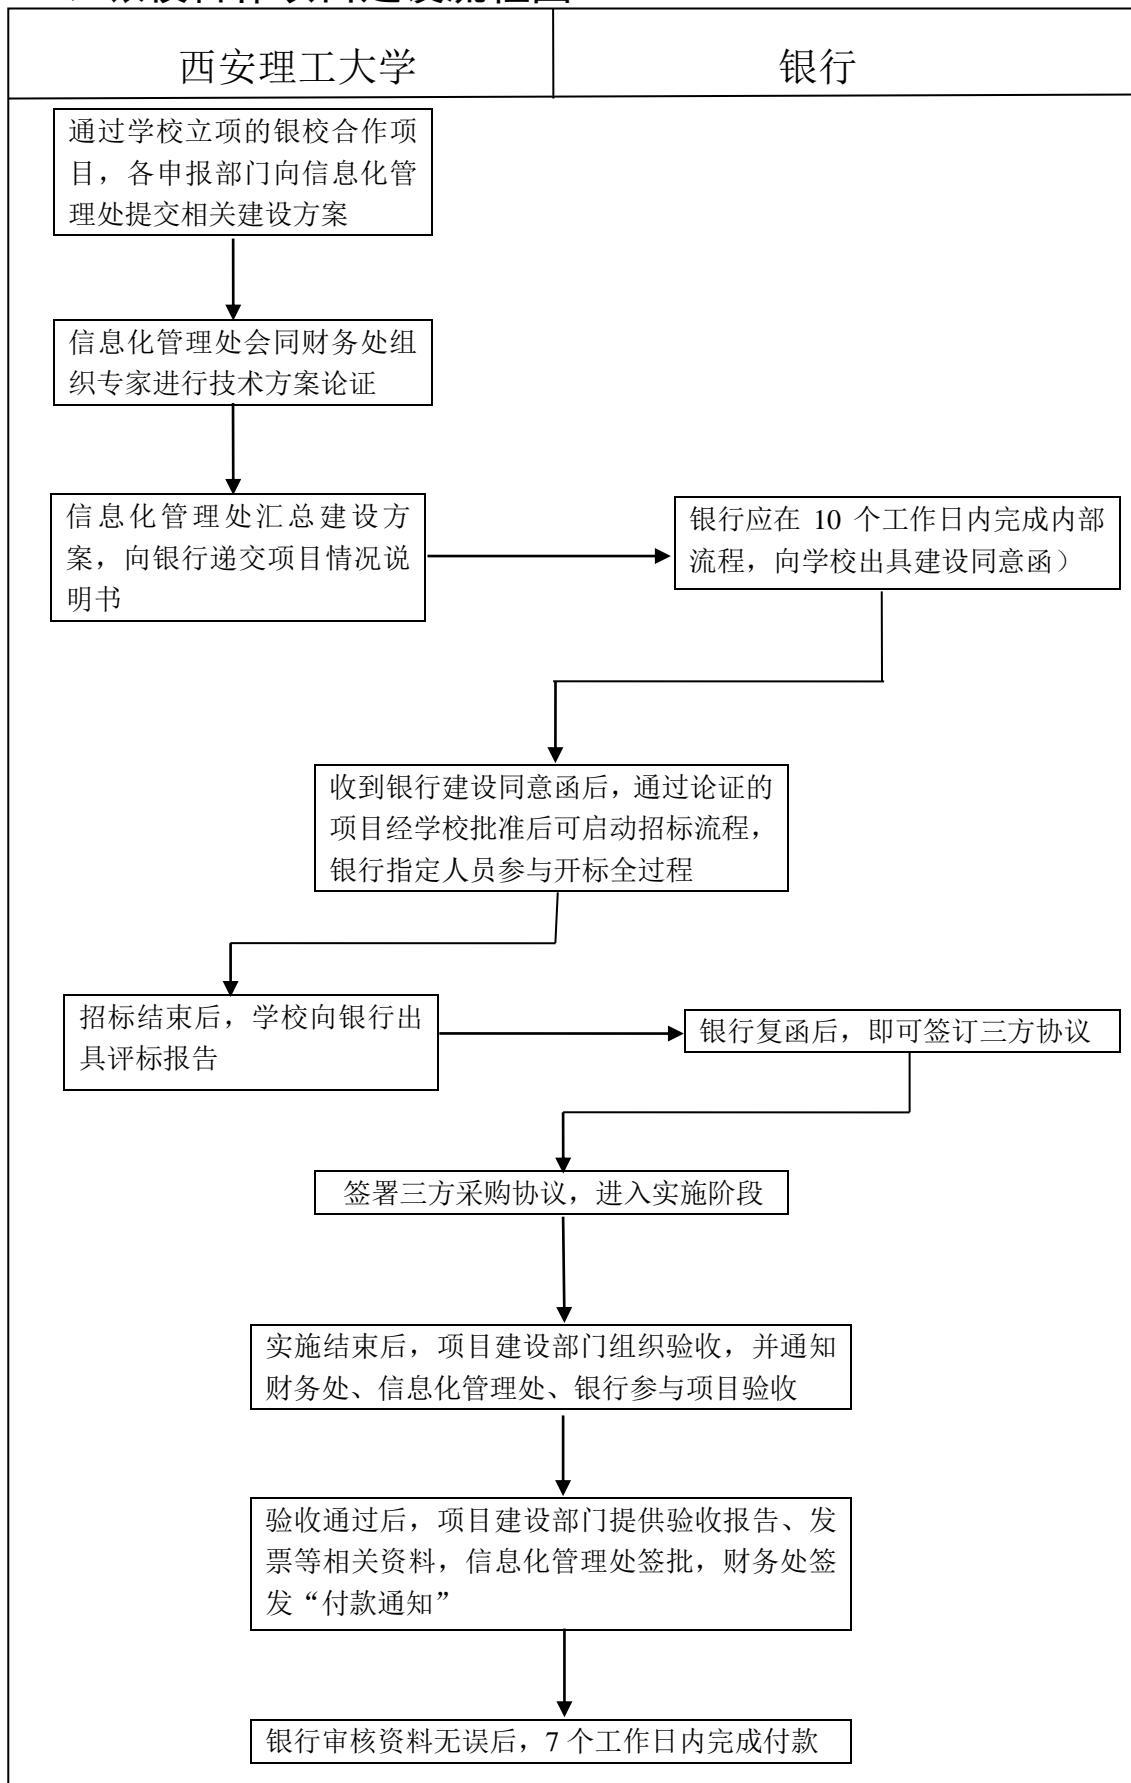 西安理工大学
银行
通过学校立项的银校合作项
目，各申报部门向信息化管
理处提交相关建设方案
信息化管理处会同财务处组
织专家进行技术方案论证
信息化管理处汇总建设方
案，向银行递交项目情况说
明书
银行应在 10 个工作日内完成内部
流程，向学校出具建设同意函）
收到银行建设同意函后，通过论证的
项目经学校批准后可启动招标流程，
银行指定人员参与开标全过程
招标结束后，学校向银行出
具评标报告
银行复函后，即可签订三方协议
签署三方采购协议，进入实施阶段
实施结束后，项目建设部门组织验收，并通知
财务处、信息化管理处、银行参与项目验收
验收通过后，项目建设部门提供验收报告、发
票等相关资料，信息化管理处签批，财务处签
发“付款通知”
银行审核资料无误后，7 个工作日内完成付款